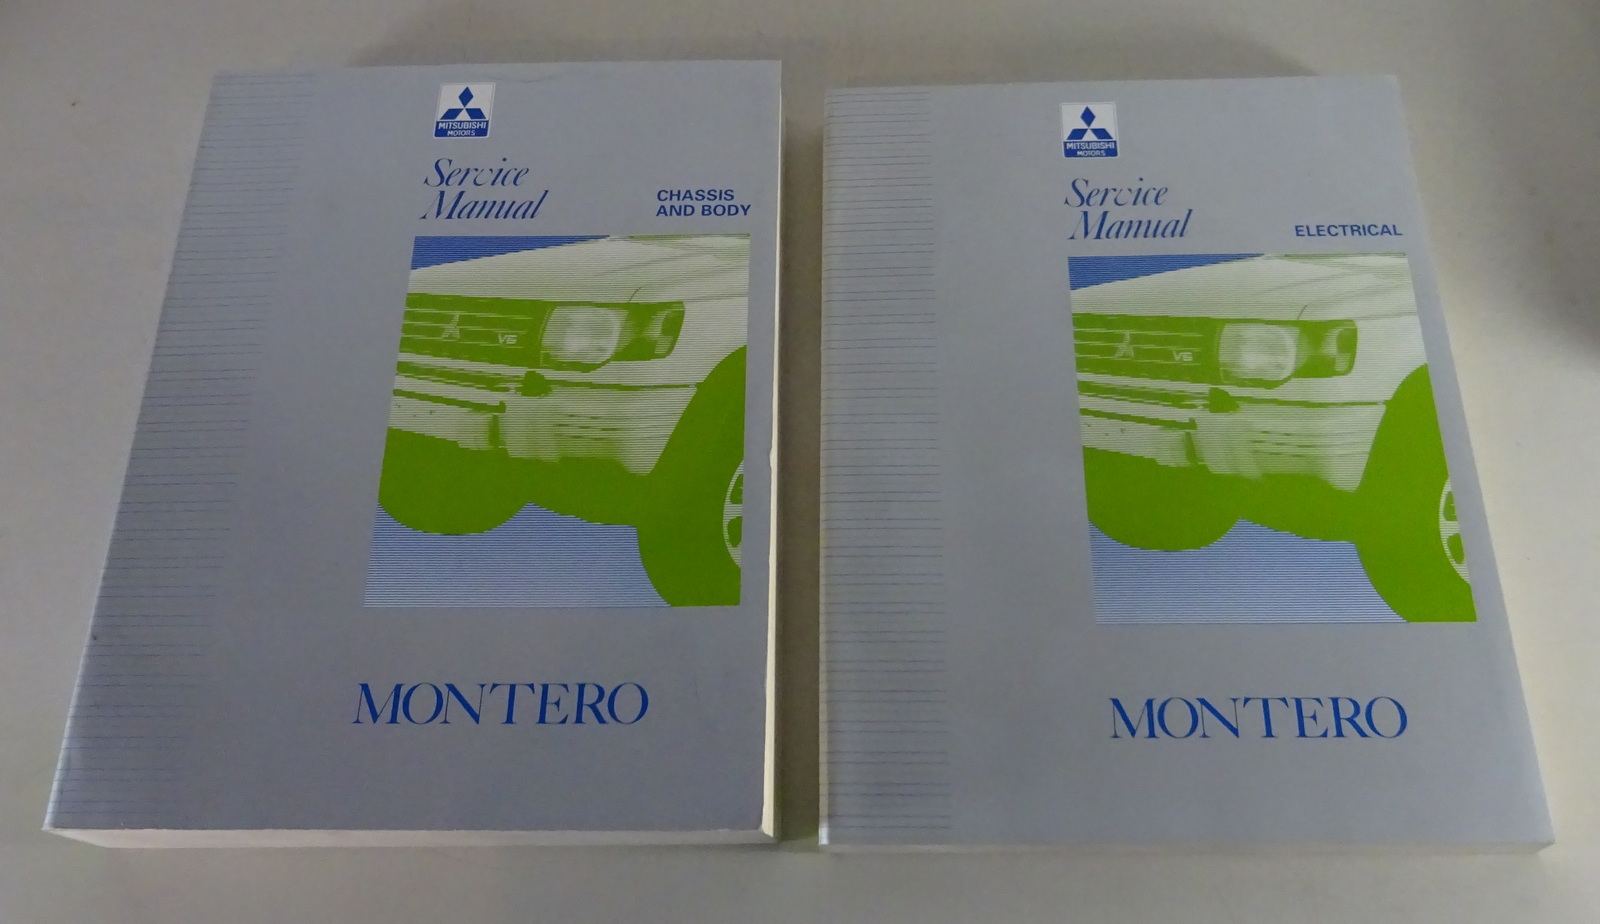 MITSUBISHI
MOTORS
Service
Manual
CHASSIS
AND BODY
V6
MONTERO
MITSUBISHI
MOTORS
Service
Manual
ELECTRICAL
V6
MONTERO